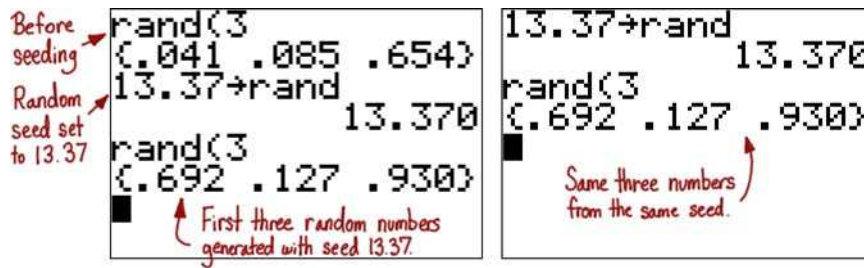 Before
seeding
Random
seed set
to 13.37
rand(3
{.041 .085 .654}
13.37→rand
13.370
rand(3
{.692 .127 .930}
First three random numbers
generated with seed 13.37.
13.37→rand
13.370
rand(3
{.692 .127 .930}
Same three numbers
from the same seed.